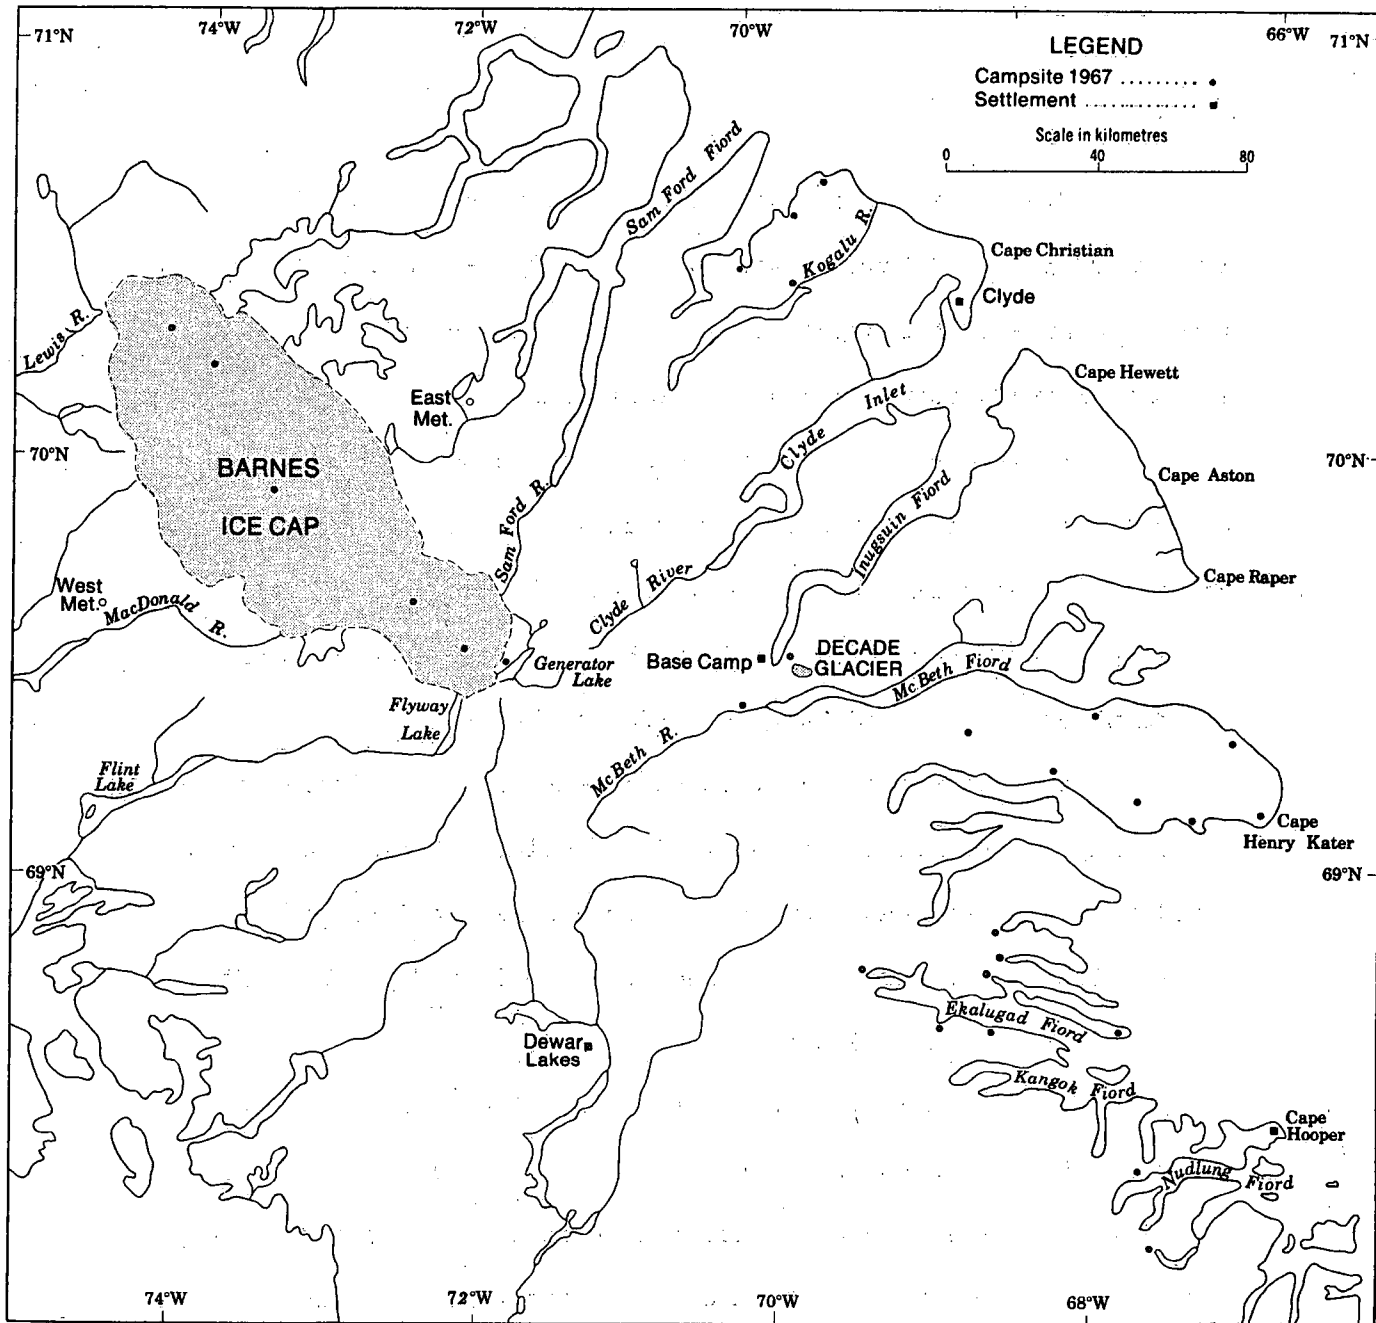 74°W
72°W
70°W
66°W
71°N
71°N
LEGEND
Campsite 1967
Settlement
Scale in kilometres
0 40 80
Sam Ford Fiord
Kogalu R.
Cape Christian
Clyde
Lewis R.
East
Met.
Cape Hewett
Clyde Inlet
70°N
70°N
BARNES
ICE CAP
Cape Aston
Sam Ford R.
Inugsuin Fiord
West
Met.
MacDonald R.
Clyde River
Cape Raper
Base Camp
DECADE
GLACIER
Generator
Lake
McBeth Fiord
Flyway
Lake
McBeth R.
Flint
Lake
Cape
Henry Kater
69°N
69°N
Ekalugad Fiord
Dewar
Lakes
Kangok Fiord
Cape
Hooper
Nudlung Fiord
74°W
72°W
70°W
68°W